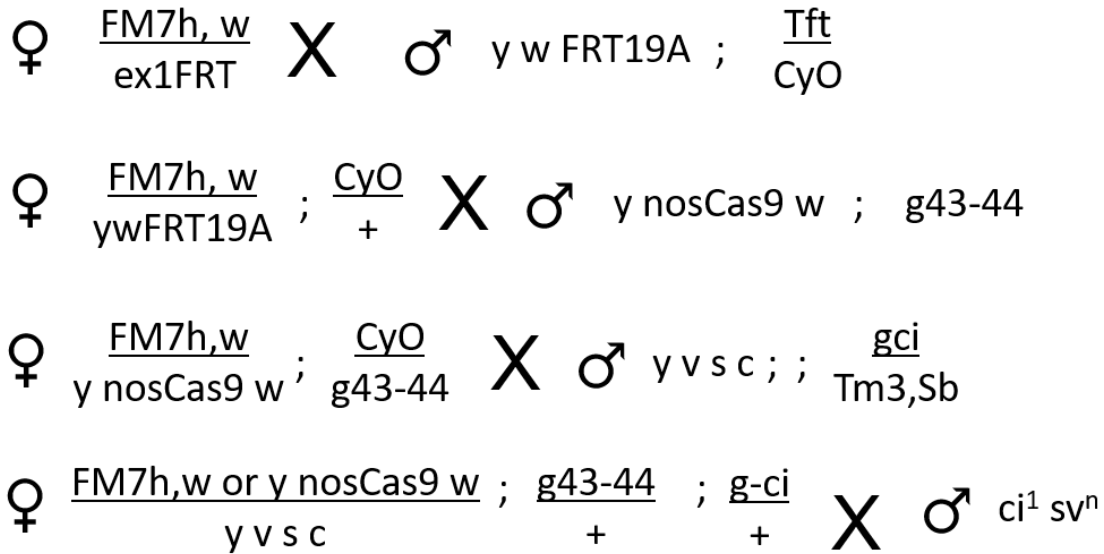 ♀ FM7h, w X ♂ y w FRT19A ; Tft
ex1FRT CyO
♀ FM7h, w ; CyO X ♂ y nosCas9 w ; g43-44
ywFRT19A +
♀ FM7h,w ; CyO X ♂ y v s c ; ; gci
y nosCas9 w g43-44 Tm3,Sb
♀ FM7h,w or y nosCas9 w ; g43-44 ; g-ci X ♂ ci¹ svⁿ
y v s c + +